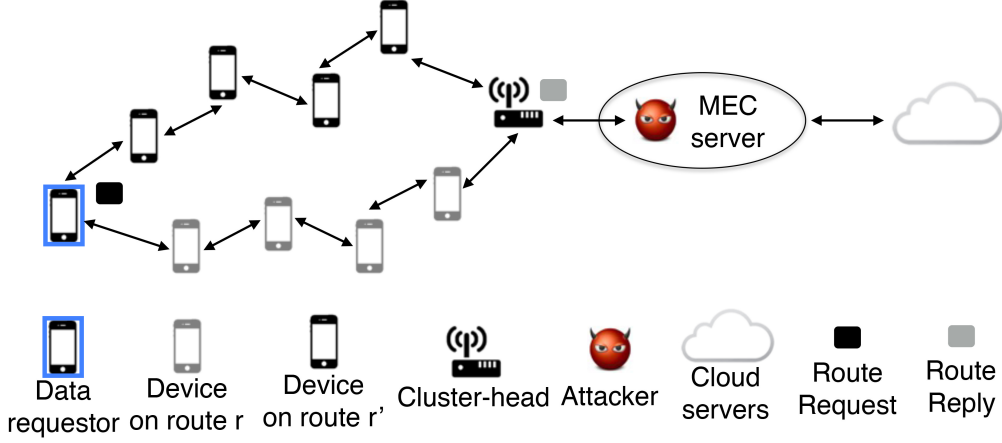 MEC
server
Data
requestor
Device
on route r
Device
on route r’
Cluster-head
Attacker
Cloud
servers
Route
Request
Route
Reply